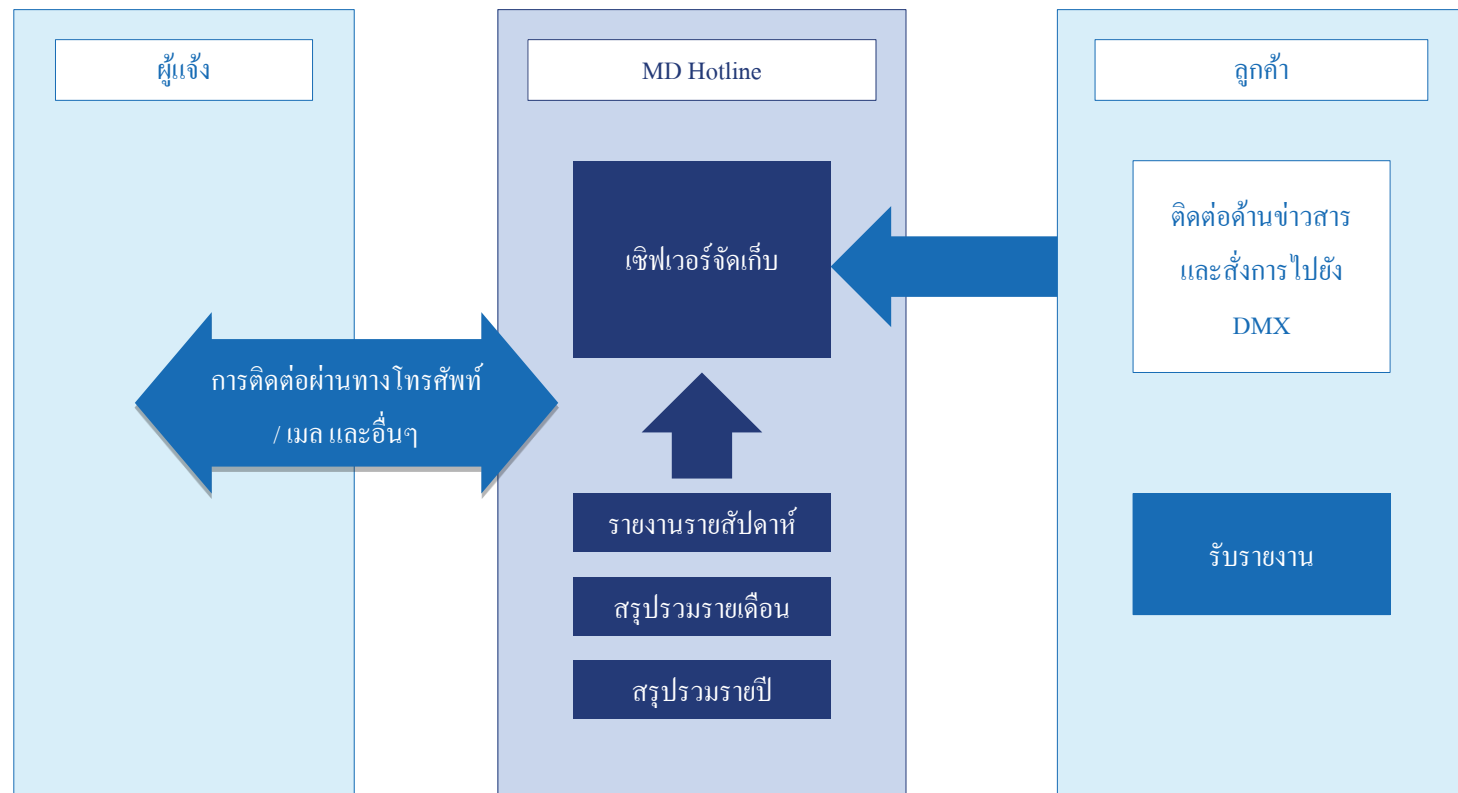 ผู้แจ้ง
MD Hotline
ลูกค้า
เซิฟเวอร์จัดเก็บ
ติดต่อด้านข่าวสาร
และสั่งการไปยัง
DMX
การติดต่อผ่านทางโทรศัพท์
/ เมล และอื่นๆ
รายงานรายสัปดาห์
สรุปรวมรายเดือน
สรุปรวมรายปี
รับรายงาน